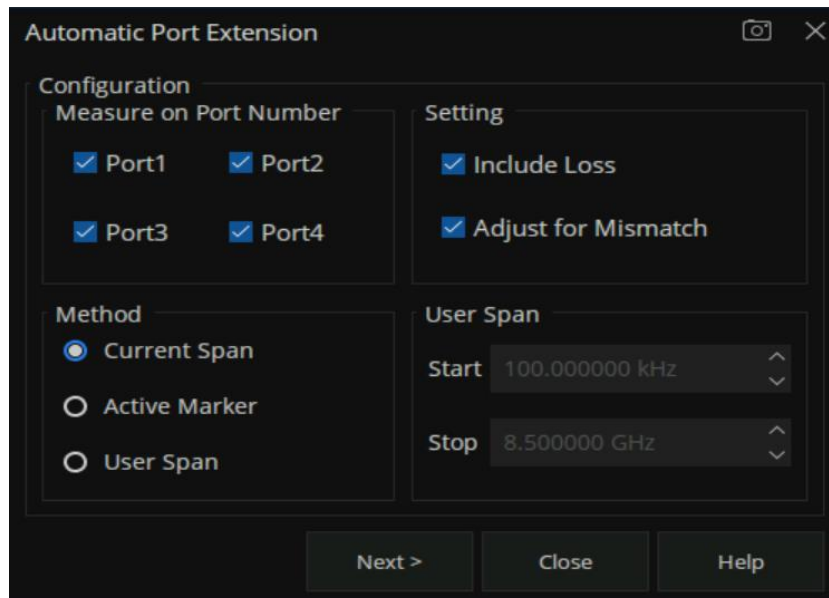 Automatic Port Extension
Configuration
Measure on Port Number
Port1 Port2
Port3 Port4
Setting
Include Loss
Adjust for Mismatch
Method
Current Span
Active Marker
User Span
User Span
Start 100.000000 kHz
Stop 8.500000 GHz
Next > Close Help